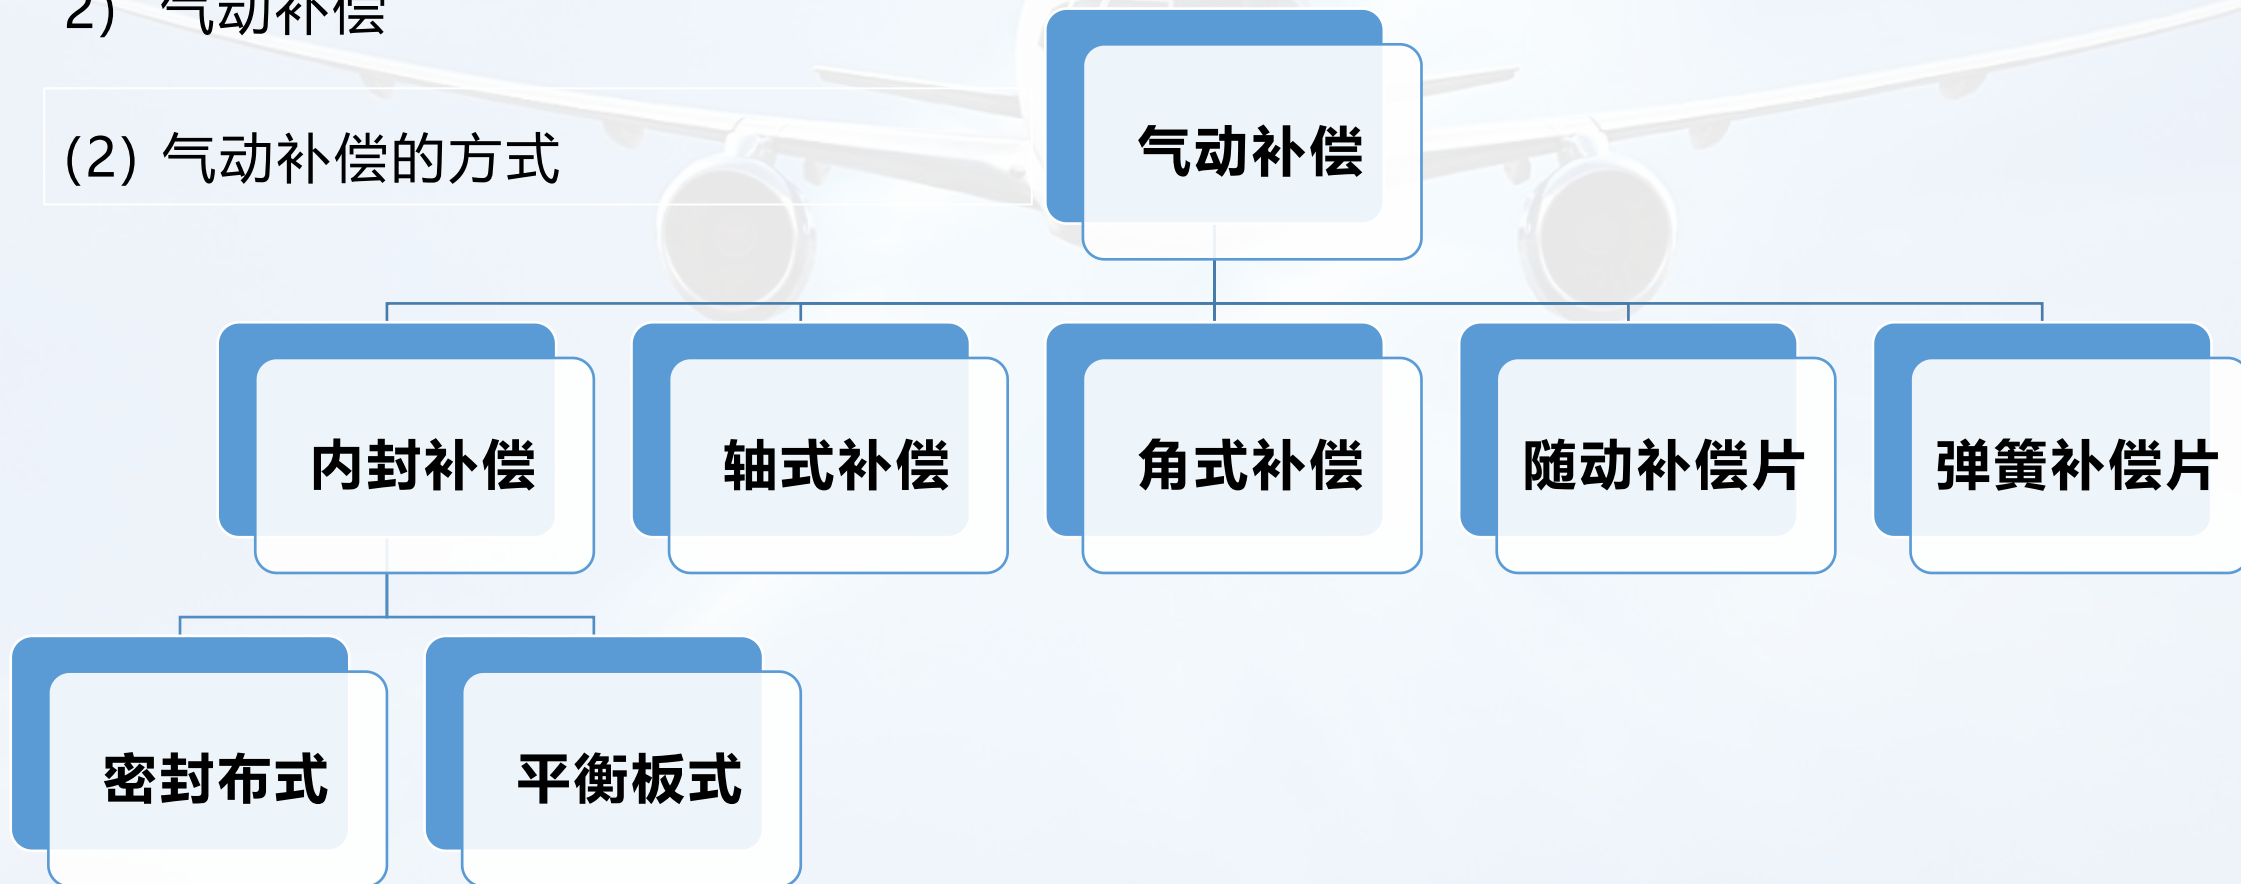 2) 气动补偿
(2) 气动补偿的方式
气动补偿
内封补偿
轴式补偿
角式补偿
随动补偿片
弹簧补偿片
密封布式
平衡板式